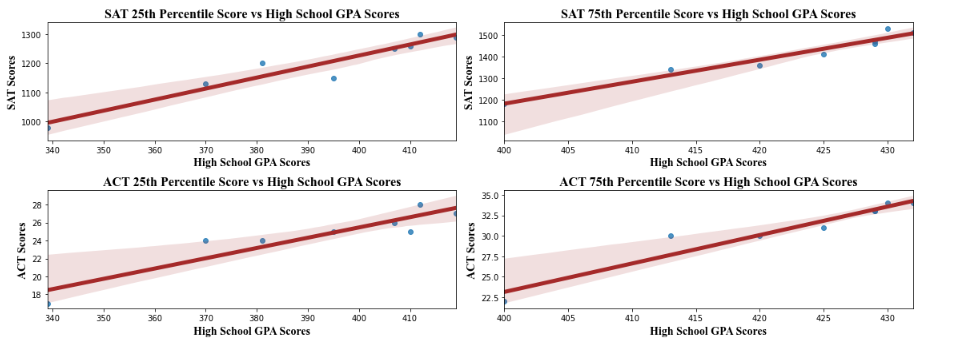 SAT 25th Percentile Score vs High School GPA Scores
SAT Scores
1300
1200
1100
1000
340 350 360 370 380 390 400 410
High School GPA Scores
SAT 75th Percentile Score vs High School GPA Scores
SAT Scores
1500
1400
1300
1200
1100
400 405 410 415 420 425 430
High School GPA Scores
ACT 25th Percentile Score vs High School GPA Scores
ACT Scores
28
26
24
22
20
18
340 350 360 370 380 390 400 410
High School GPA Scores
ACT 75th Percentile Score vs High School GPA Scores
ACT Scores
35.0
32.5
30.0
27.5
25.0
22.5
400 405 410 415 420 425 430
High School GPA Scores